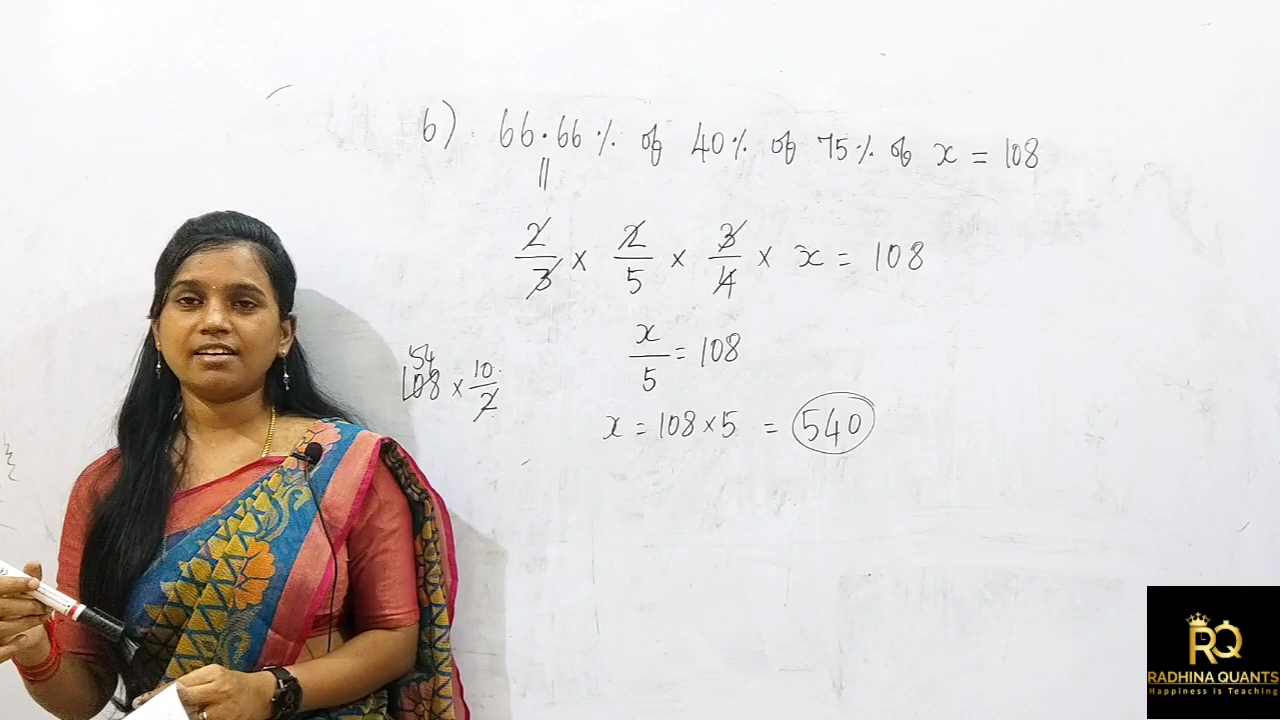 6) 66.66% of 40% of 75% of x = 108
||
2/3 × 2/5 × 3/4 × x = 108
x/5 = 108
54
108 × 10/2
x = 108 × 5 = 540
RQ
RADHINA QUANTS
Happiness is Teaching